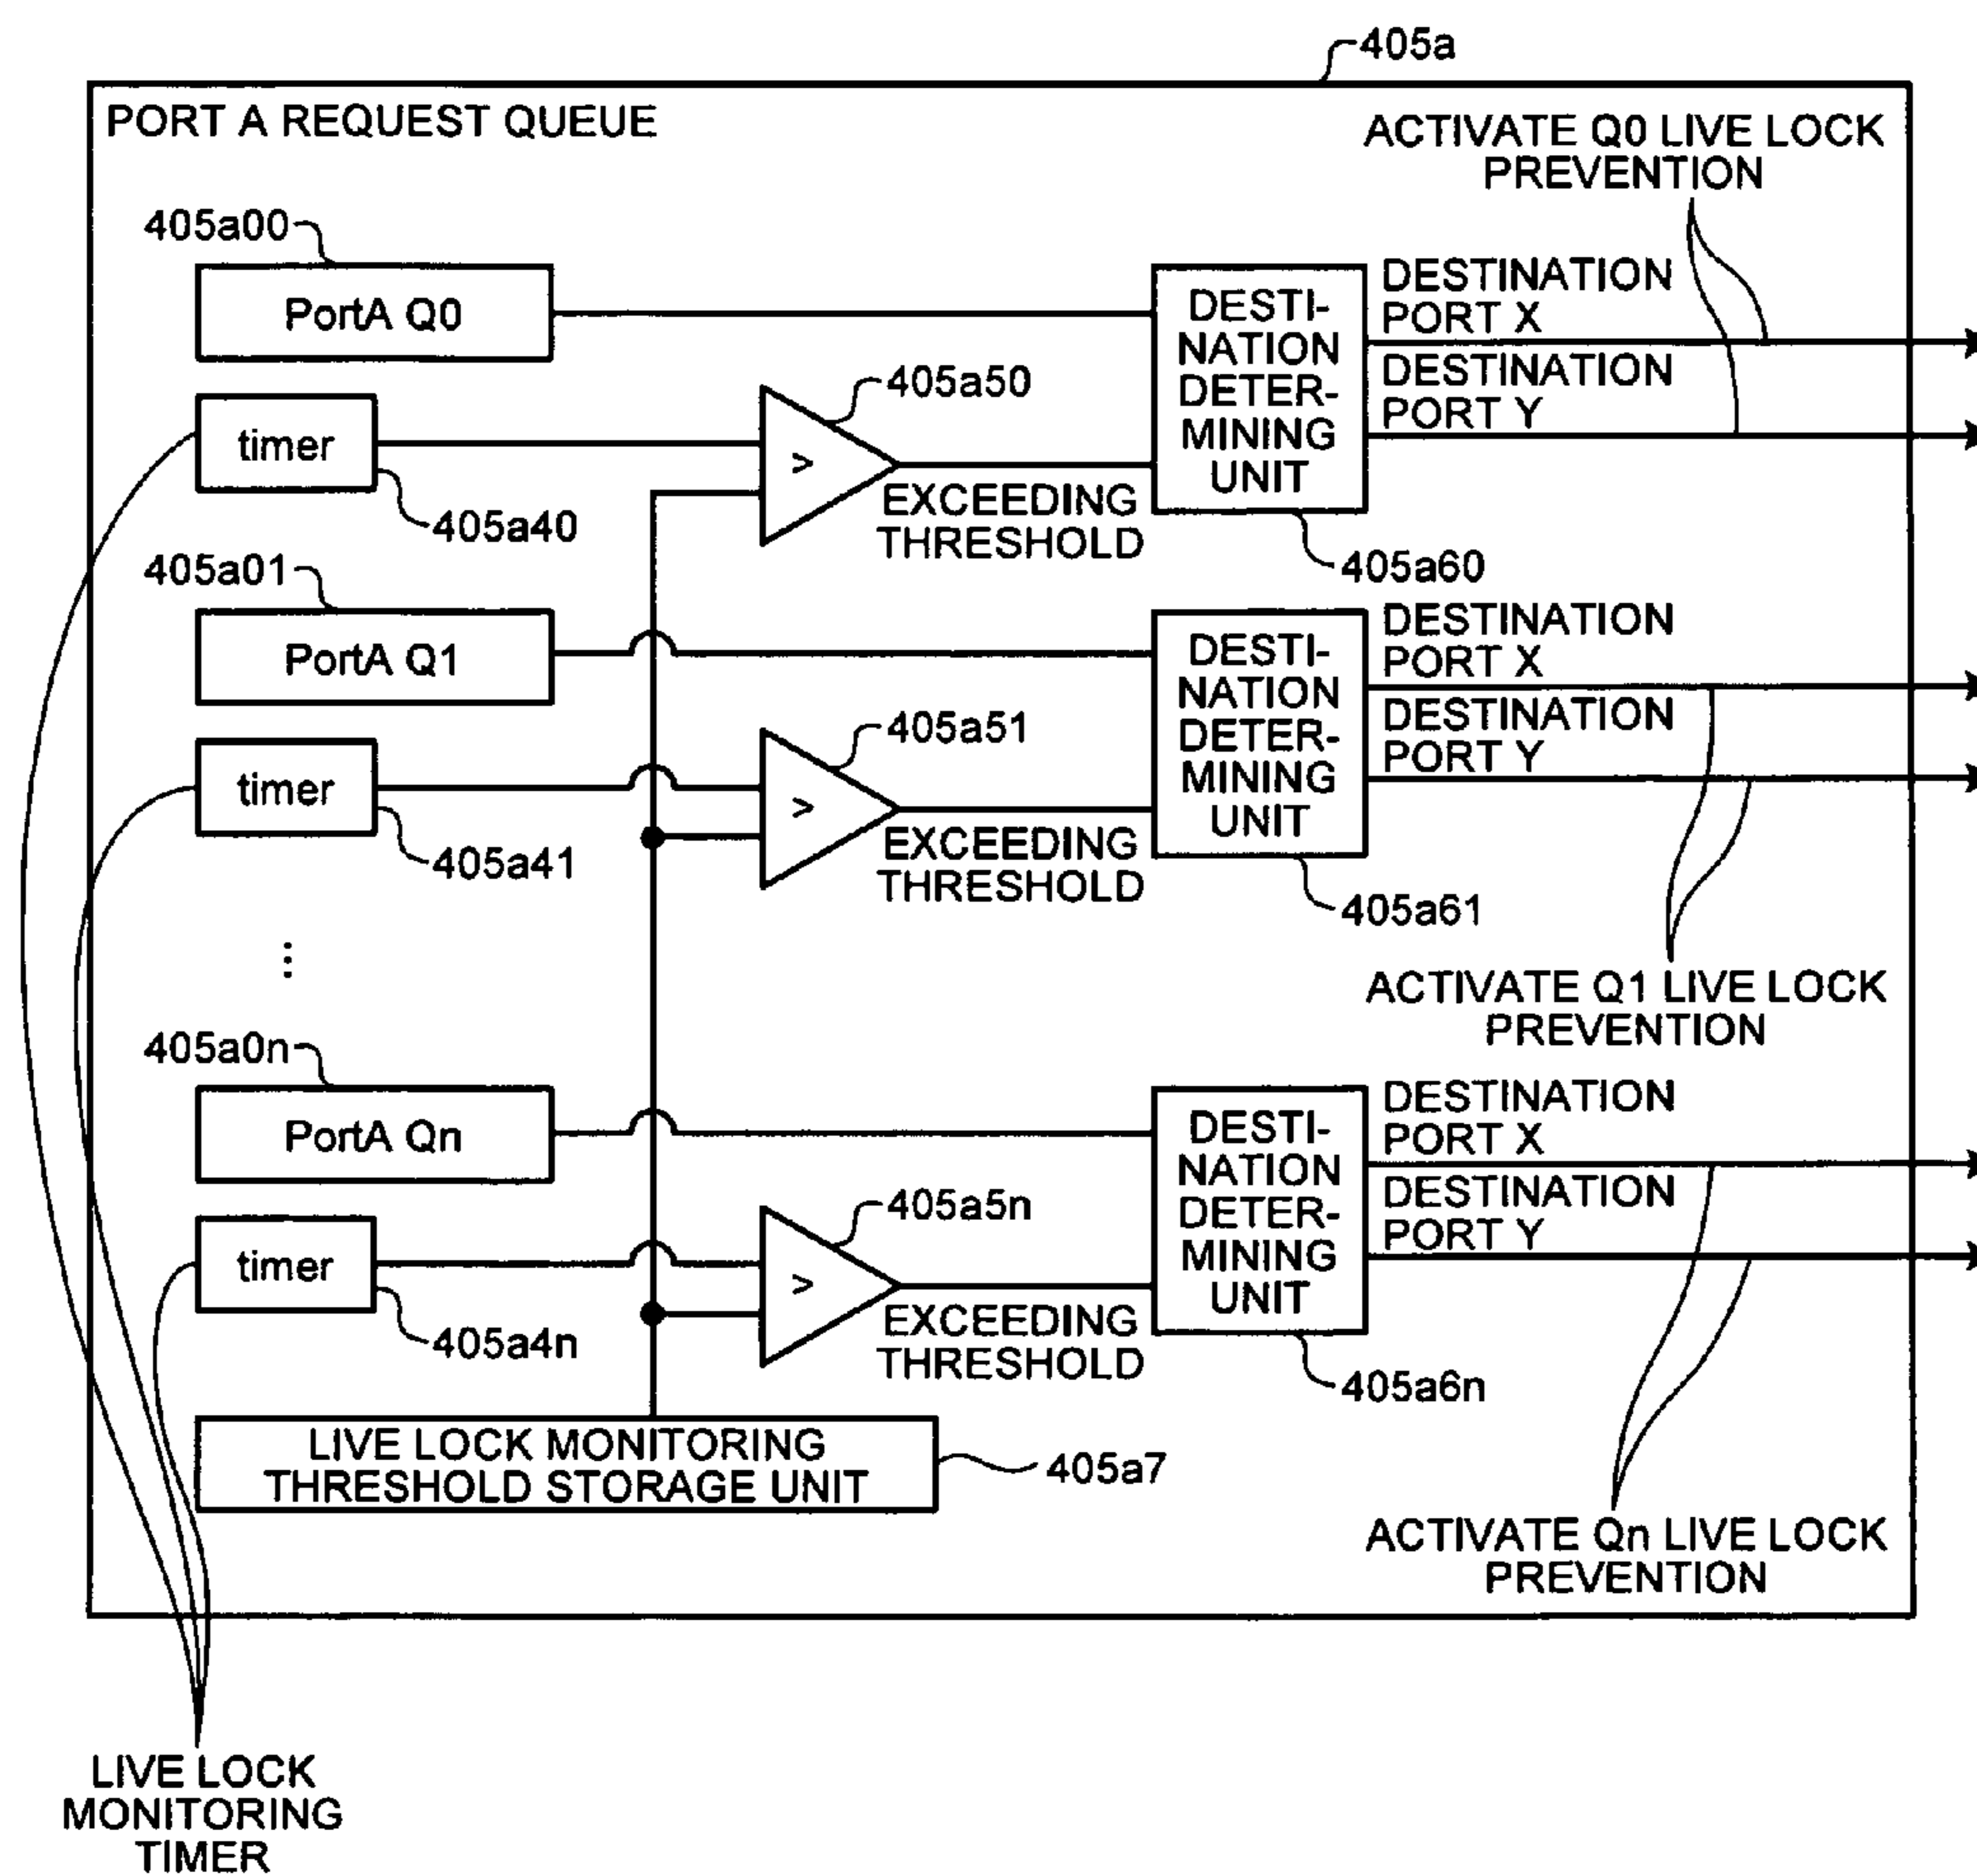 405a
PORT A REQUEST QUEUE
ACTIVATE Q0 LIVE LOCK
PREVENTION
405a00
PortA Q0
DESTI-
NATION
DETER-
MINING
UNIT
DESTINATION
PORT X
DESTINATION
PORT Y
timer
405a40
405a50
>
EXCEEDING
THRESHOLD
405a60
405a01
PortA Q1
DESTI-
NATION
DETER-
MINING
UNIT
DESTINATION
PORT X
DESTINATION
PORT Y
timer
405a41
405a51
>
EXCEEDING
THRESHOLD
405a61
ACTIVATE Q1 LIVE LOCK
PREVENTION
...
405a0n
PortA Qn
DESTI-
NATION
DETER-
MINING
UNIT
DESTINATION
PORT X
DESTINATION
PORT Y
timer
405a4n
405a5n
>
EXCEEDING
THRESHOLD
405a6n
LIVE LOCK MONITORING
THRESHOLD STORAGE UNIT
405a7
ACTIVATE Qn LIVE LOCK
PREVENTION
LIVE LOCK
MONITORING
TIMER